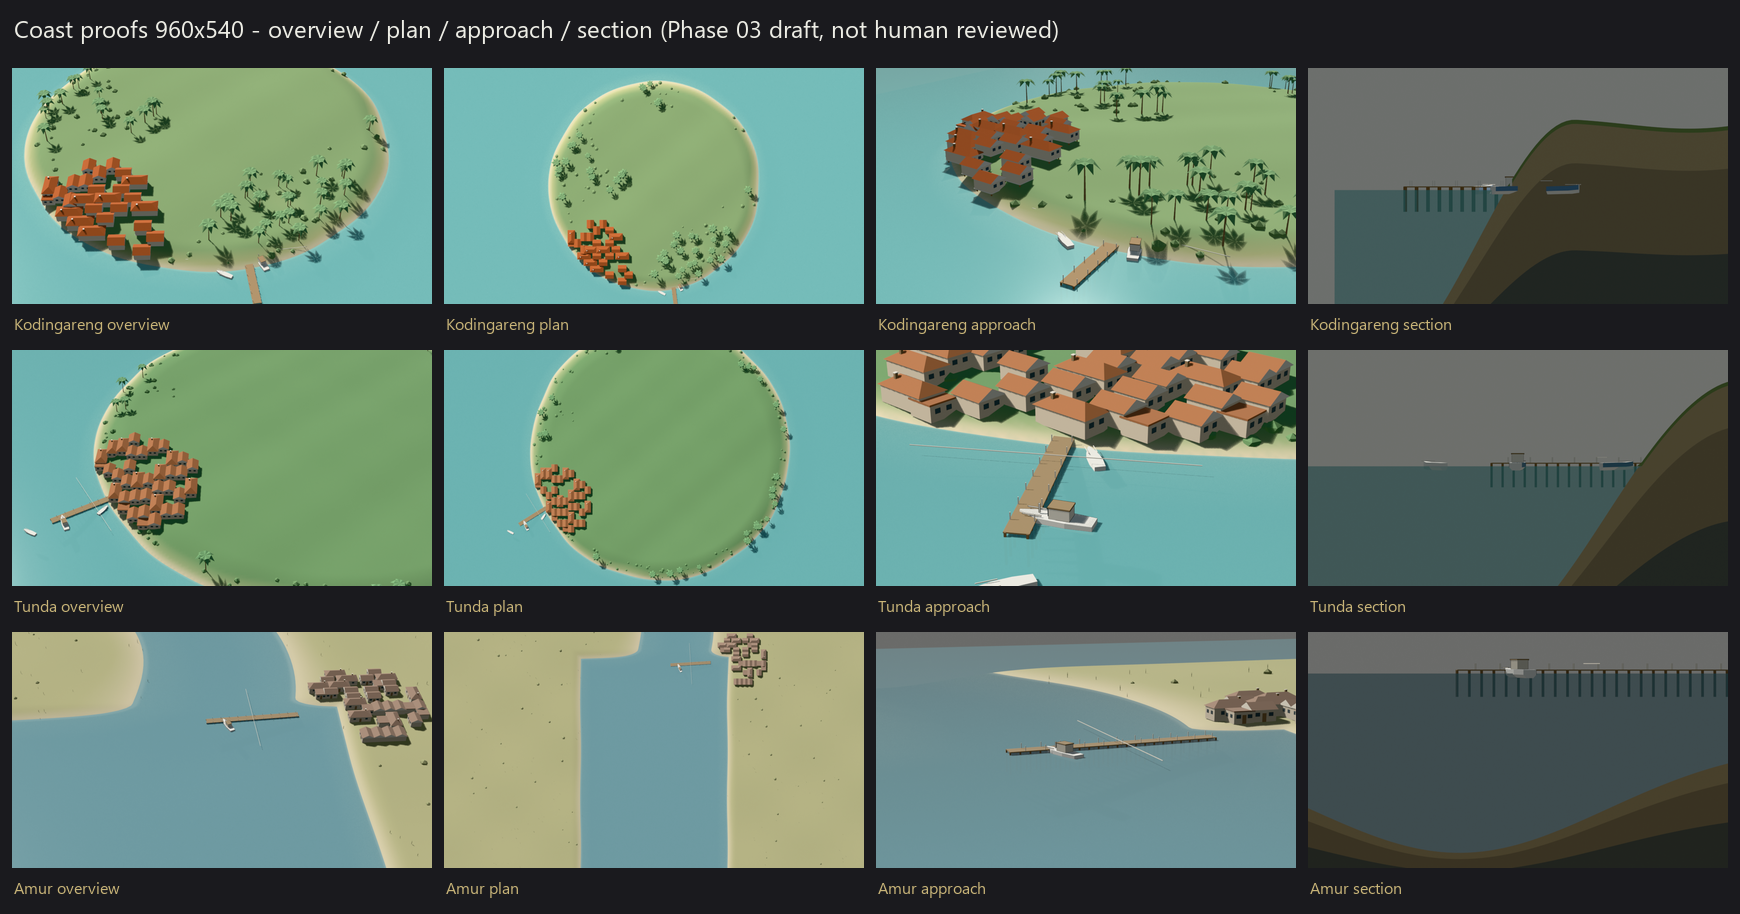 Coast proofs 960x540 - overview / plan / approach / section (Phase 03 draft, not human reviewed)
Kodingareng overview
Kodingareng plan
Kodingareng approach
Kodingareng section
Tunda overview
Tunda plan
Tunda approach
Tunda section
Amur overview
Amur plan
Amur approach
Amur section